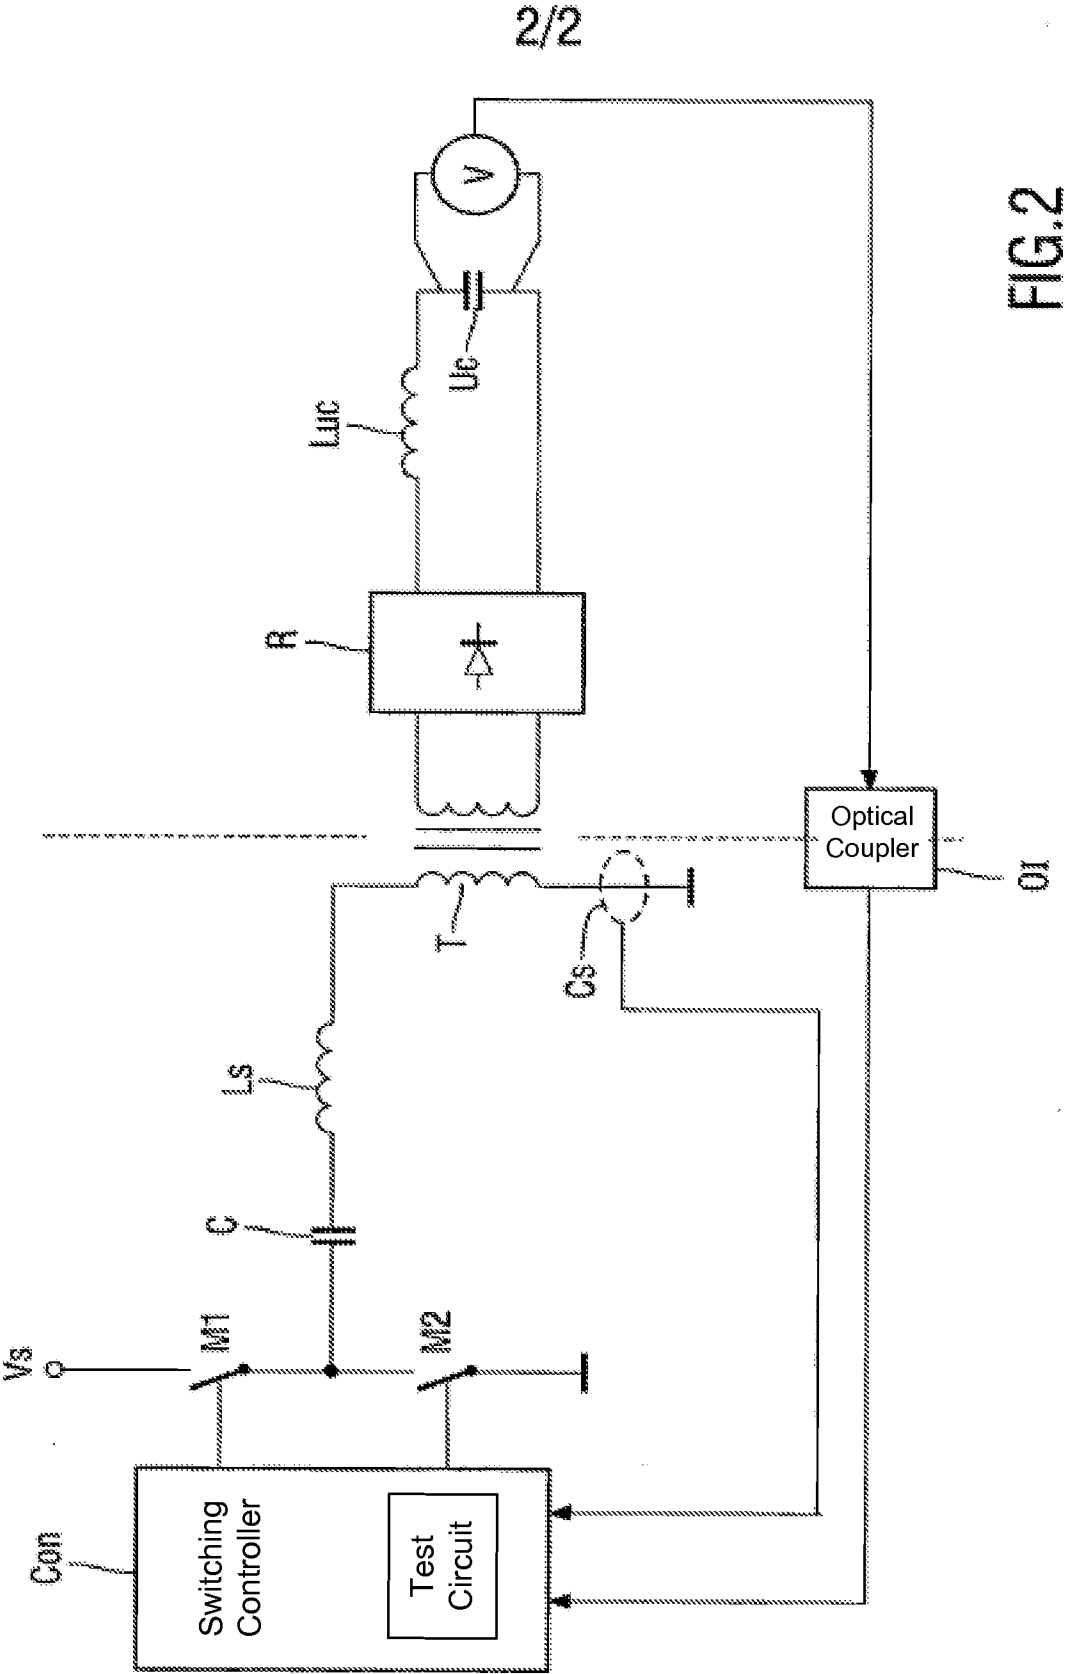 2/2
FIG.2
V
Uc
Luc
R
Optical
Coupler
OI
T
Cs
Ls
C
Vs
M1
M2
Con
Switching
Controller
Test
Circuit